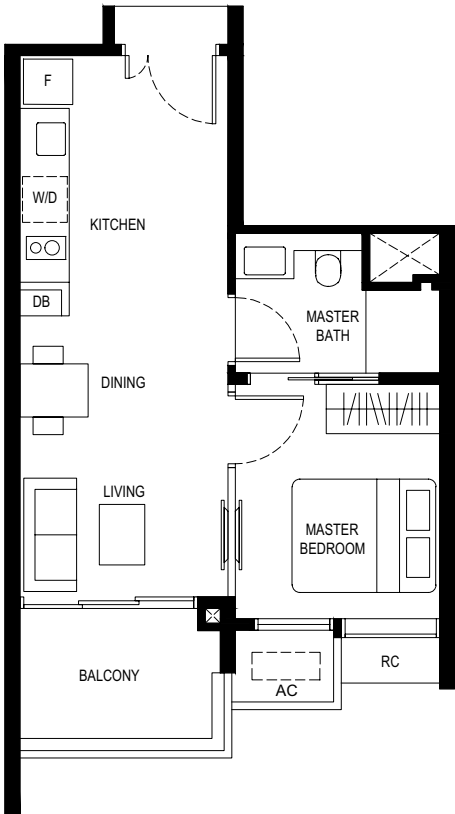 F
W/D
KITCHEN
DB
MASTER
BATH
DINING
LIVING
MASTER
BEDROOM
BALCONY
AC
RC